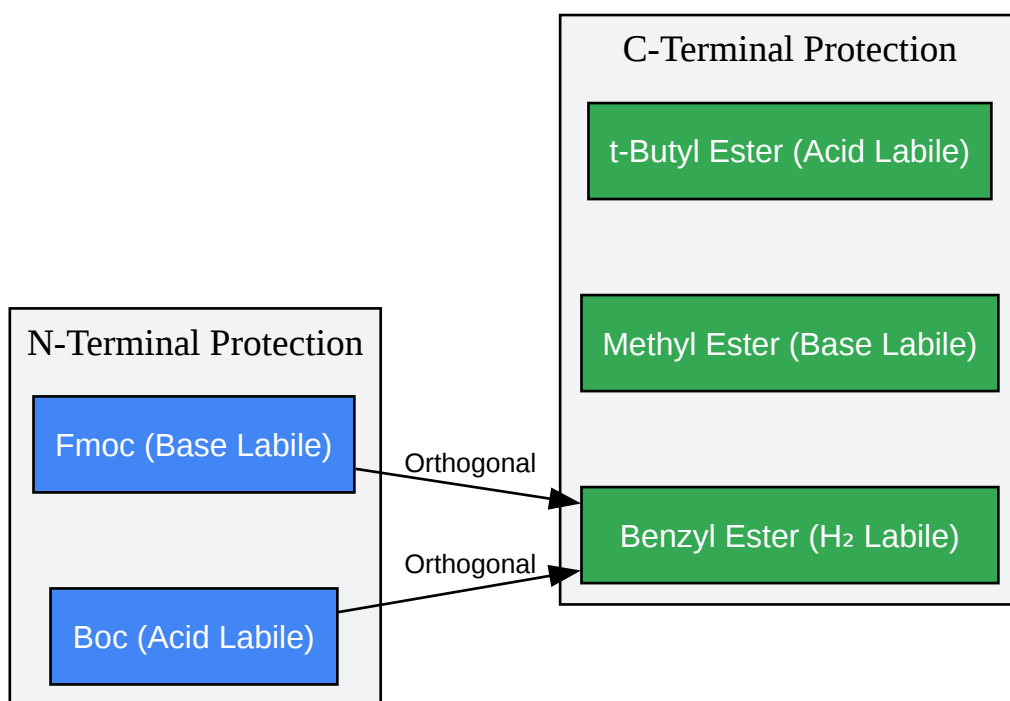 C-Terminal Protection
t-Butyl Ester (Acid Labile)
Methyl Ester (Base Labile)
Benzyl Ester (H₂ Labile)
N-Terminal Protection
Fmoc (Base Labile)
Boc (Acid Labile)
Orthogonal
Orthogonal